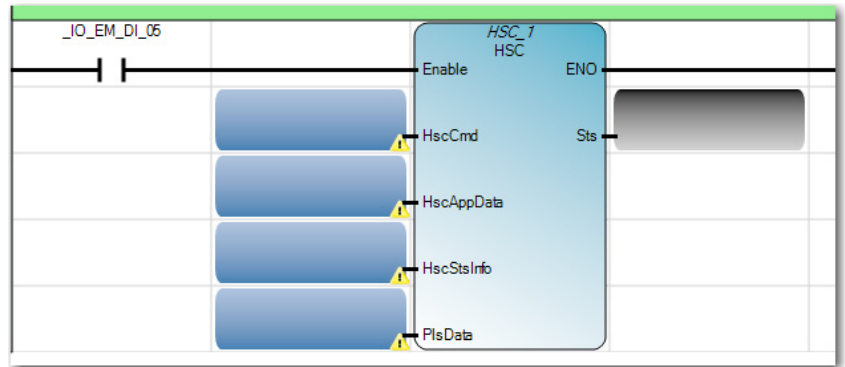 _IO_EM_DI_05
HSC_1
HSC
Enable ENO
HscCmd Sts
HscAppData
HscStsInfo
PlsData